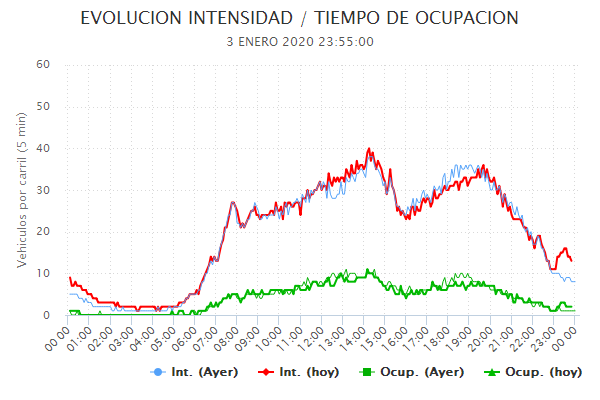 EVOLUCION INTENSIDAD / TIEMPO DE OCUPACION
3 ENERO 2020 23:55:00
Vehiculos por carril (5 min)
60
50
40
30
20
10
0
00:00 01:00 02:00 03:00 04:00 05:00 06:00 07:00 08:00 09:00 10:00 11:00 12:00 13:00 14:00 15:00 16:00 17:00 18:00 19:00 20:00 21:00 22:00 23:00 00:00
Int. (Ayer) Int. (hoy) Ocup. (Ayer) Ocup. (hoy)